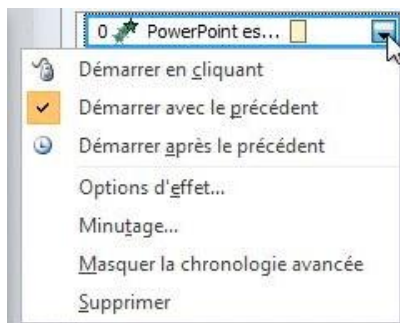 0 PowerPoint es...
Démarrer en cliquant
Démarrer avec le précédent
Démarrer après le précédent
Options d'effet...
Minutage...
Masquer la chronologie avancée
Supprimer